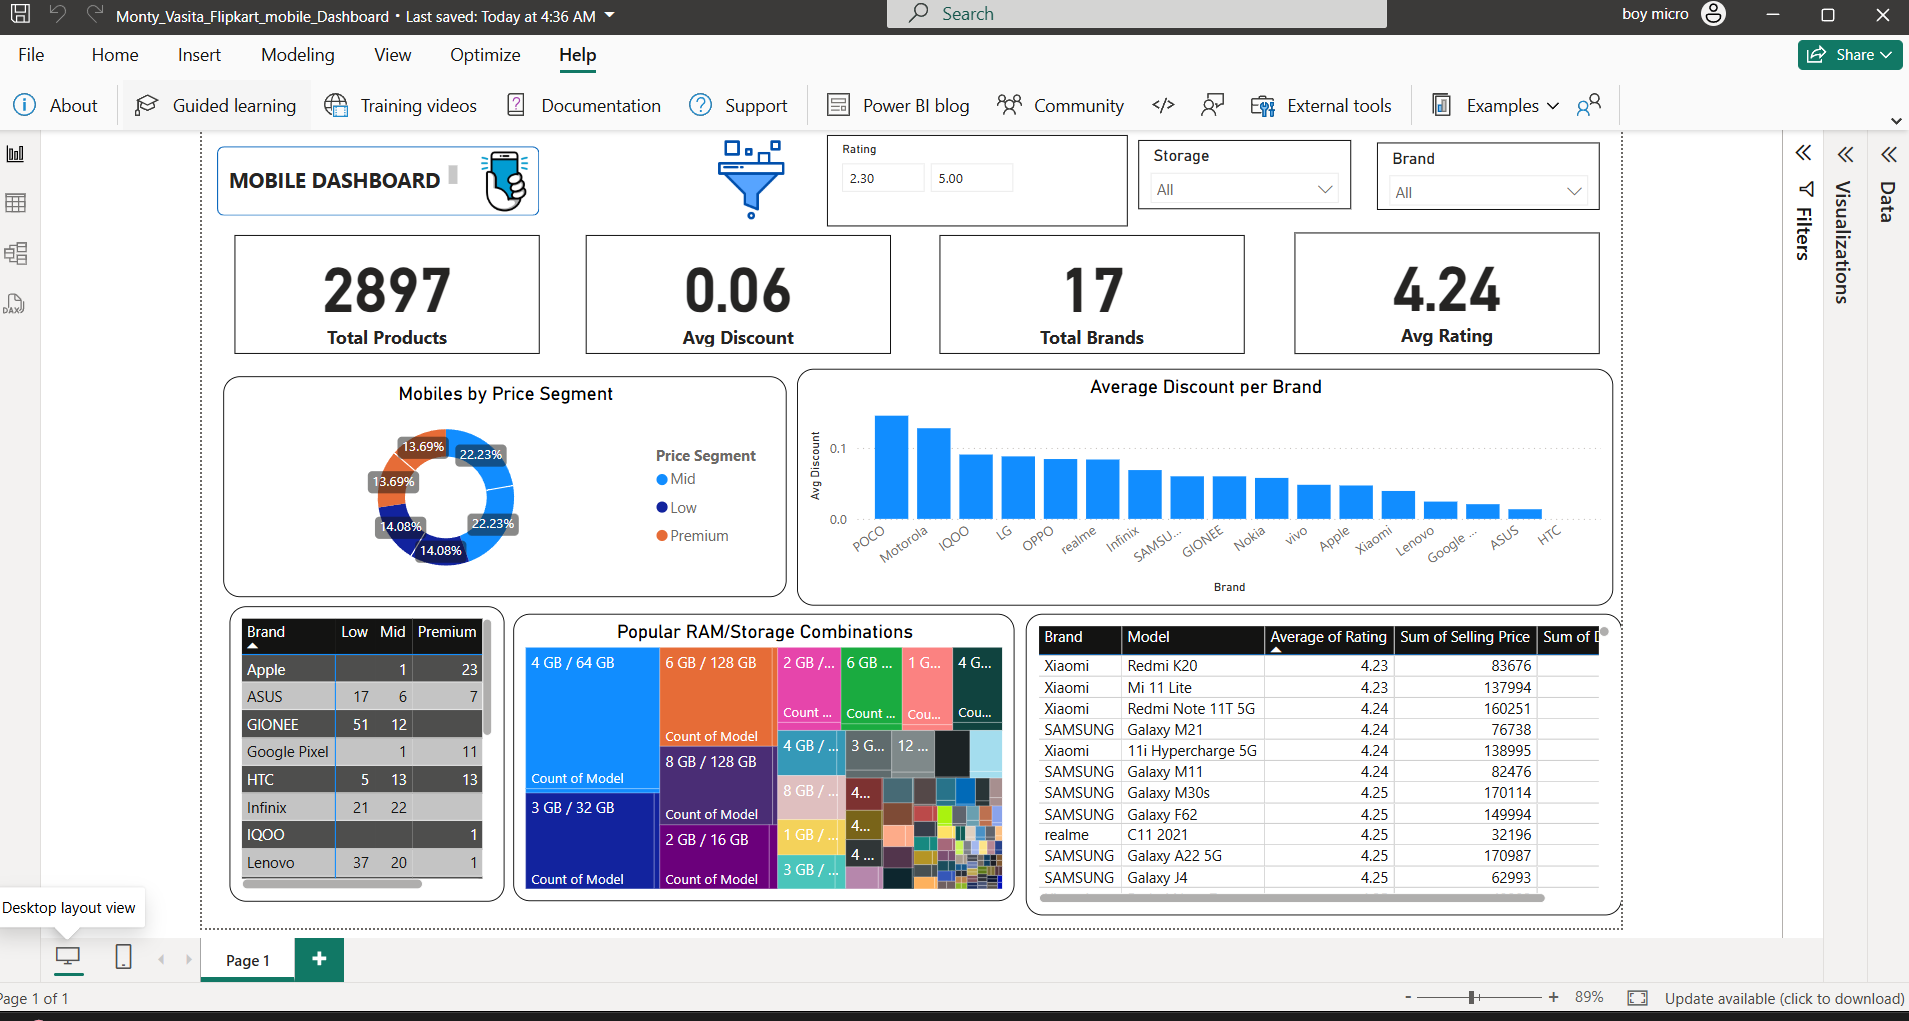 Monty_Vasita_Flipkart_mobile_Dashboard • Last saved: Today at 4:36 AM
Search
boy micro
File Home Insert Modeling View Optimize Help
Share
About Guided learning Training videos Documentation Support Power BI blog Community </> External tools Examples
MOBILE DASHBOARD
Rating
2.30 5.00
Storage
All
Brand
All
Filters
Visualizations
Data
DAX
2897
Total Products
0.06
Avg Discount
17
Total Brands
4.24
Avg Rating
Mobiles by Price Segment
13.69%
22.23%
13.69%
14.08%
22.23%
14.08%
Price Segment
Mid
Low
Premium
Average Discount per Brand
Avg Discount
0.1
0.0
POCO Motorola IQOO LG OPPO realme Infinix SAMSU... GIONEE Nokia vivo Apple Xiaomi Lenovo Google ... ASUS HTC
Brand
Brand Low Mid Premium
Apple 1 23
ASUS 17 6 7
GIONEE 51 12
Google Pixel 1 11
HTC 5 13 13
Infinix 21 22
IQOO 1
Lenovo 37 20 1
Popular RAM/Storage Combinations
4 GB / 64 GB
Count of Model
3 GB / 32 GB
Count of Model
6 GB / 128 GB
Count of Model
8 GB / 128 GB
Count of Model
2 GB / 16 GB
Count of Model
2 GB /... 6 GB ... 1 G... 4 G...
Count ... Count ... Cou... Cou...
4 GB / ... 3 G... 12 ...
8 GB / ... 4...
1 GB / ... 4...
4 ...
3 GB / ...
Brand Model Average of Rating Sum of Selling Price Sum of
Xiaomi Redmi K20 4.23 83676
Xiaomi Mi 11 Lite 4.23 137994
Xiaomi Redmi Note 11T 5G 4.24 160251
SAMSUNG Galaxy M21 4.24 76738
Xiaomi 11i Hypercharge 5G 4.24 138995
SAMSUNG Galaxy M11 4.24 82476
SAMSUNG Galaxy M30s 4.25 170114
SAMSUNG Galaxy F62 4.25 149994
realme C11 2021 4.25 32196
SAMSUNG Galaxy A22 5G 4.25 170987
SAMSUNG Galaxy J4 4.25 62993
Desktop layout view
Page 1
+
Page 1 of 1
- + 89%
Update available (click to download)